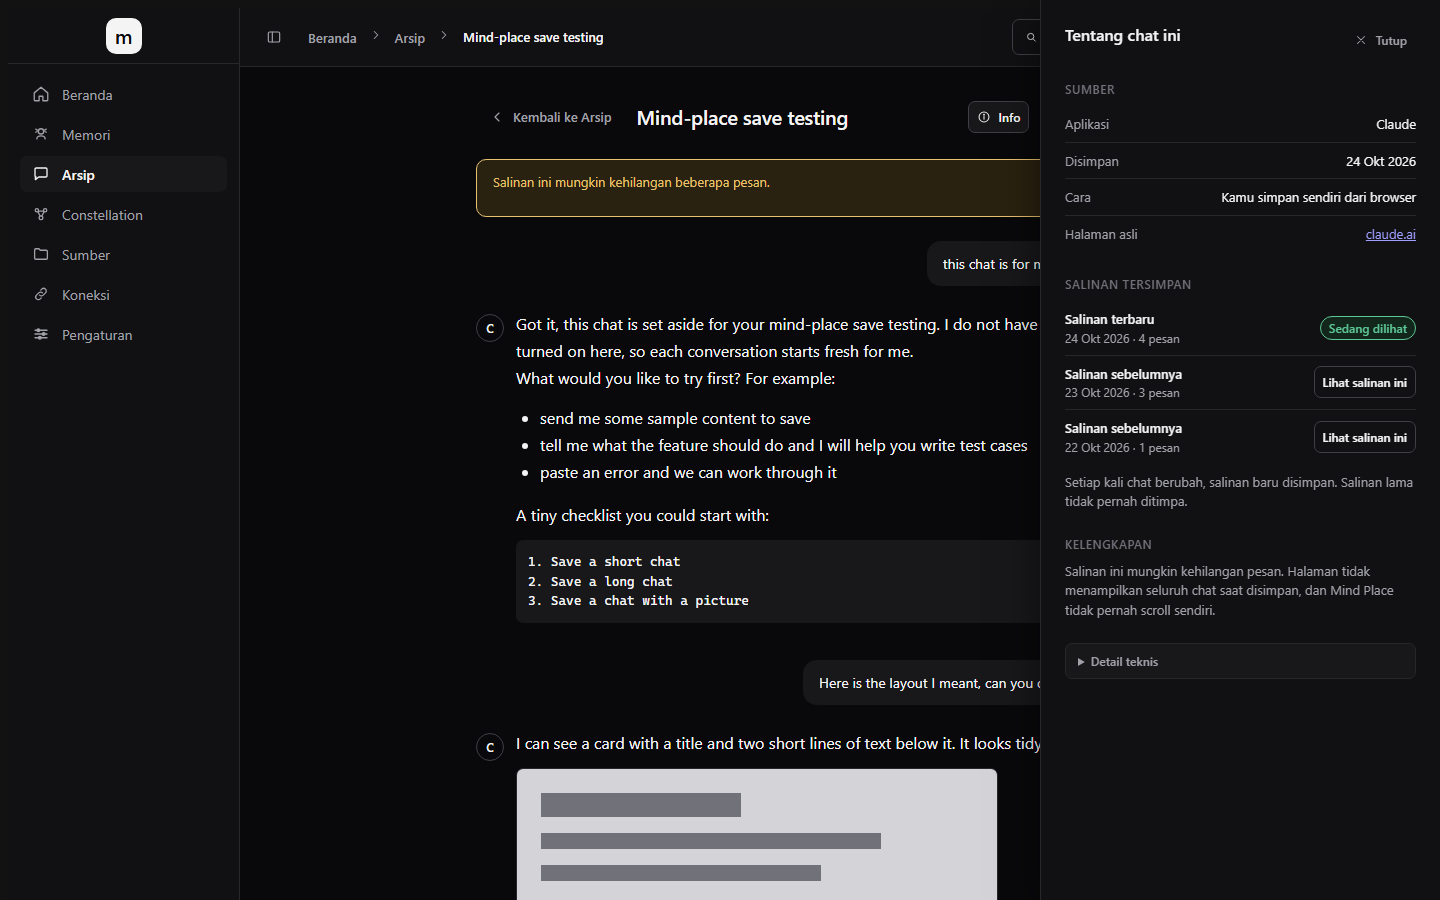 m
Beranda
Memori
Arsip
Constellation
Sumber
Koneksi
Pengaturan
Beranda > Arsip > Mind-place save testing
Kembali ke Arsip
Mind-place save testing
Info
Salinan ini mungkin kehilangan beberapa pesan.
this chat is for
C
Got it, this chat is set aside for your mind-place save testing. I do not have
turned on here, so each conversation starts fresh for me.
What would you like to try first? For example:
• send me some sample content to save
• tell me what the feature should do and I will help you write test cases
• paste an error and we can work through it
A tiny checklist you could start with:
1. Save a short chat
2. Save a long chat
3. Save a chat with a picture
Here is the layout I meant, can you
C
I can see a card with a title and two short lines of text below it. It looks tidy
Tentang chat ini
Tutup
SUMBER
Aplikasi
Claude
Disimpan
24 Okt 2026
Cara
Kamu simpan sendiri dari browser
Halaman asli
claude.ai
SALINAN TERSIMPAN
Salinan terbaru
24 Okt 2026 · 4 pesan
Sedang dilihat
Salinan sebelumnya
23 Okt 2026 · 3 pesan
Lihat salinan ini
Salinan sebelumnya
22 Okt 2026 · 1 pesan
Lihat salinan ini
Setiap kali chat berubah, salinan baru disimpan. Salinan lama
tidak pernah ditimpa.
KELENGKAPAN
Salinan ini mungkin kehilangan pesan. Halaman tidak
menampilkan seluruh chat saat disimpan, dan Mind Place
tidak pernah scroll sendiri.
Detail teknis